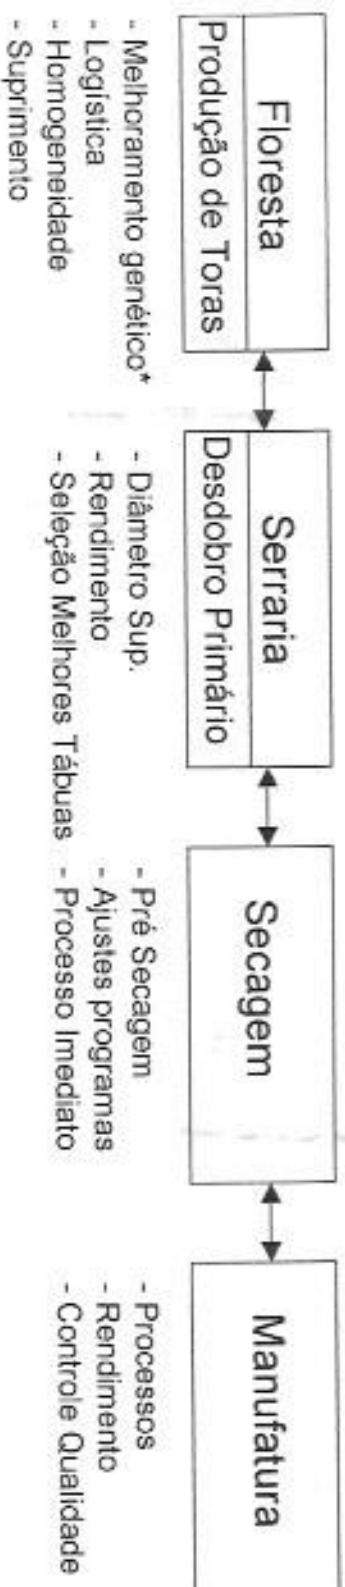 Floresta
Produção de Toras
- Melhoramento genético*
- Logística
- Homogeneidade
- Suprimento
Serraria
Desdobro Primário
- Diâmetro Sup.
- Rendimento
- Seleção Melhores Tábuas
Secagem
- Pré Secagem
- Ajustes programas
- Processo Imediato
Manufatura
- Processos
- Rendimento
- Controle Qualidade